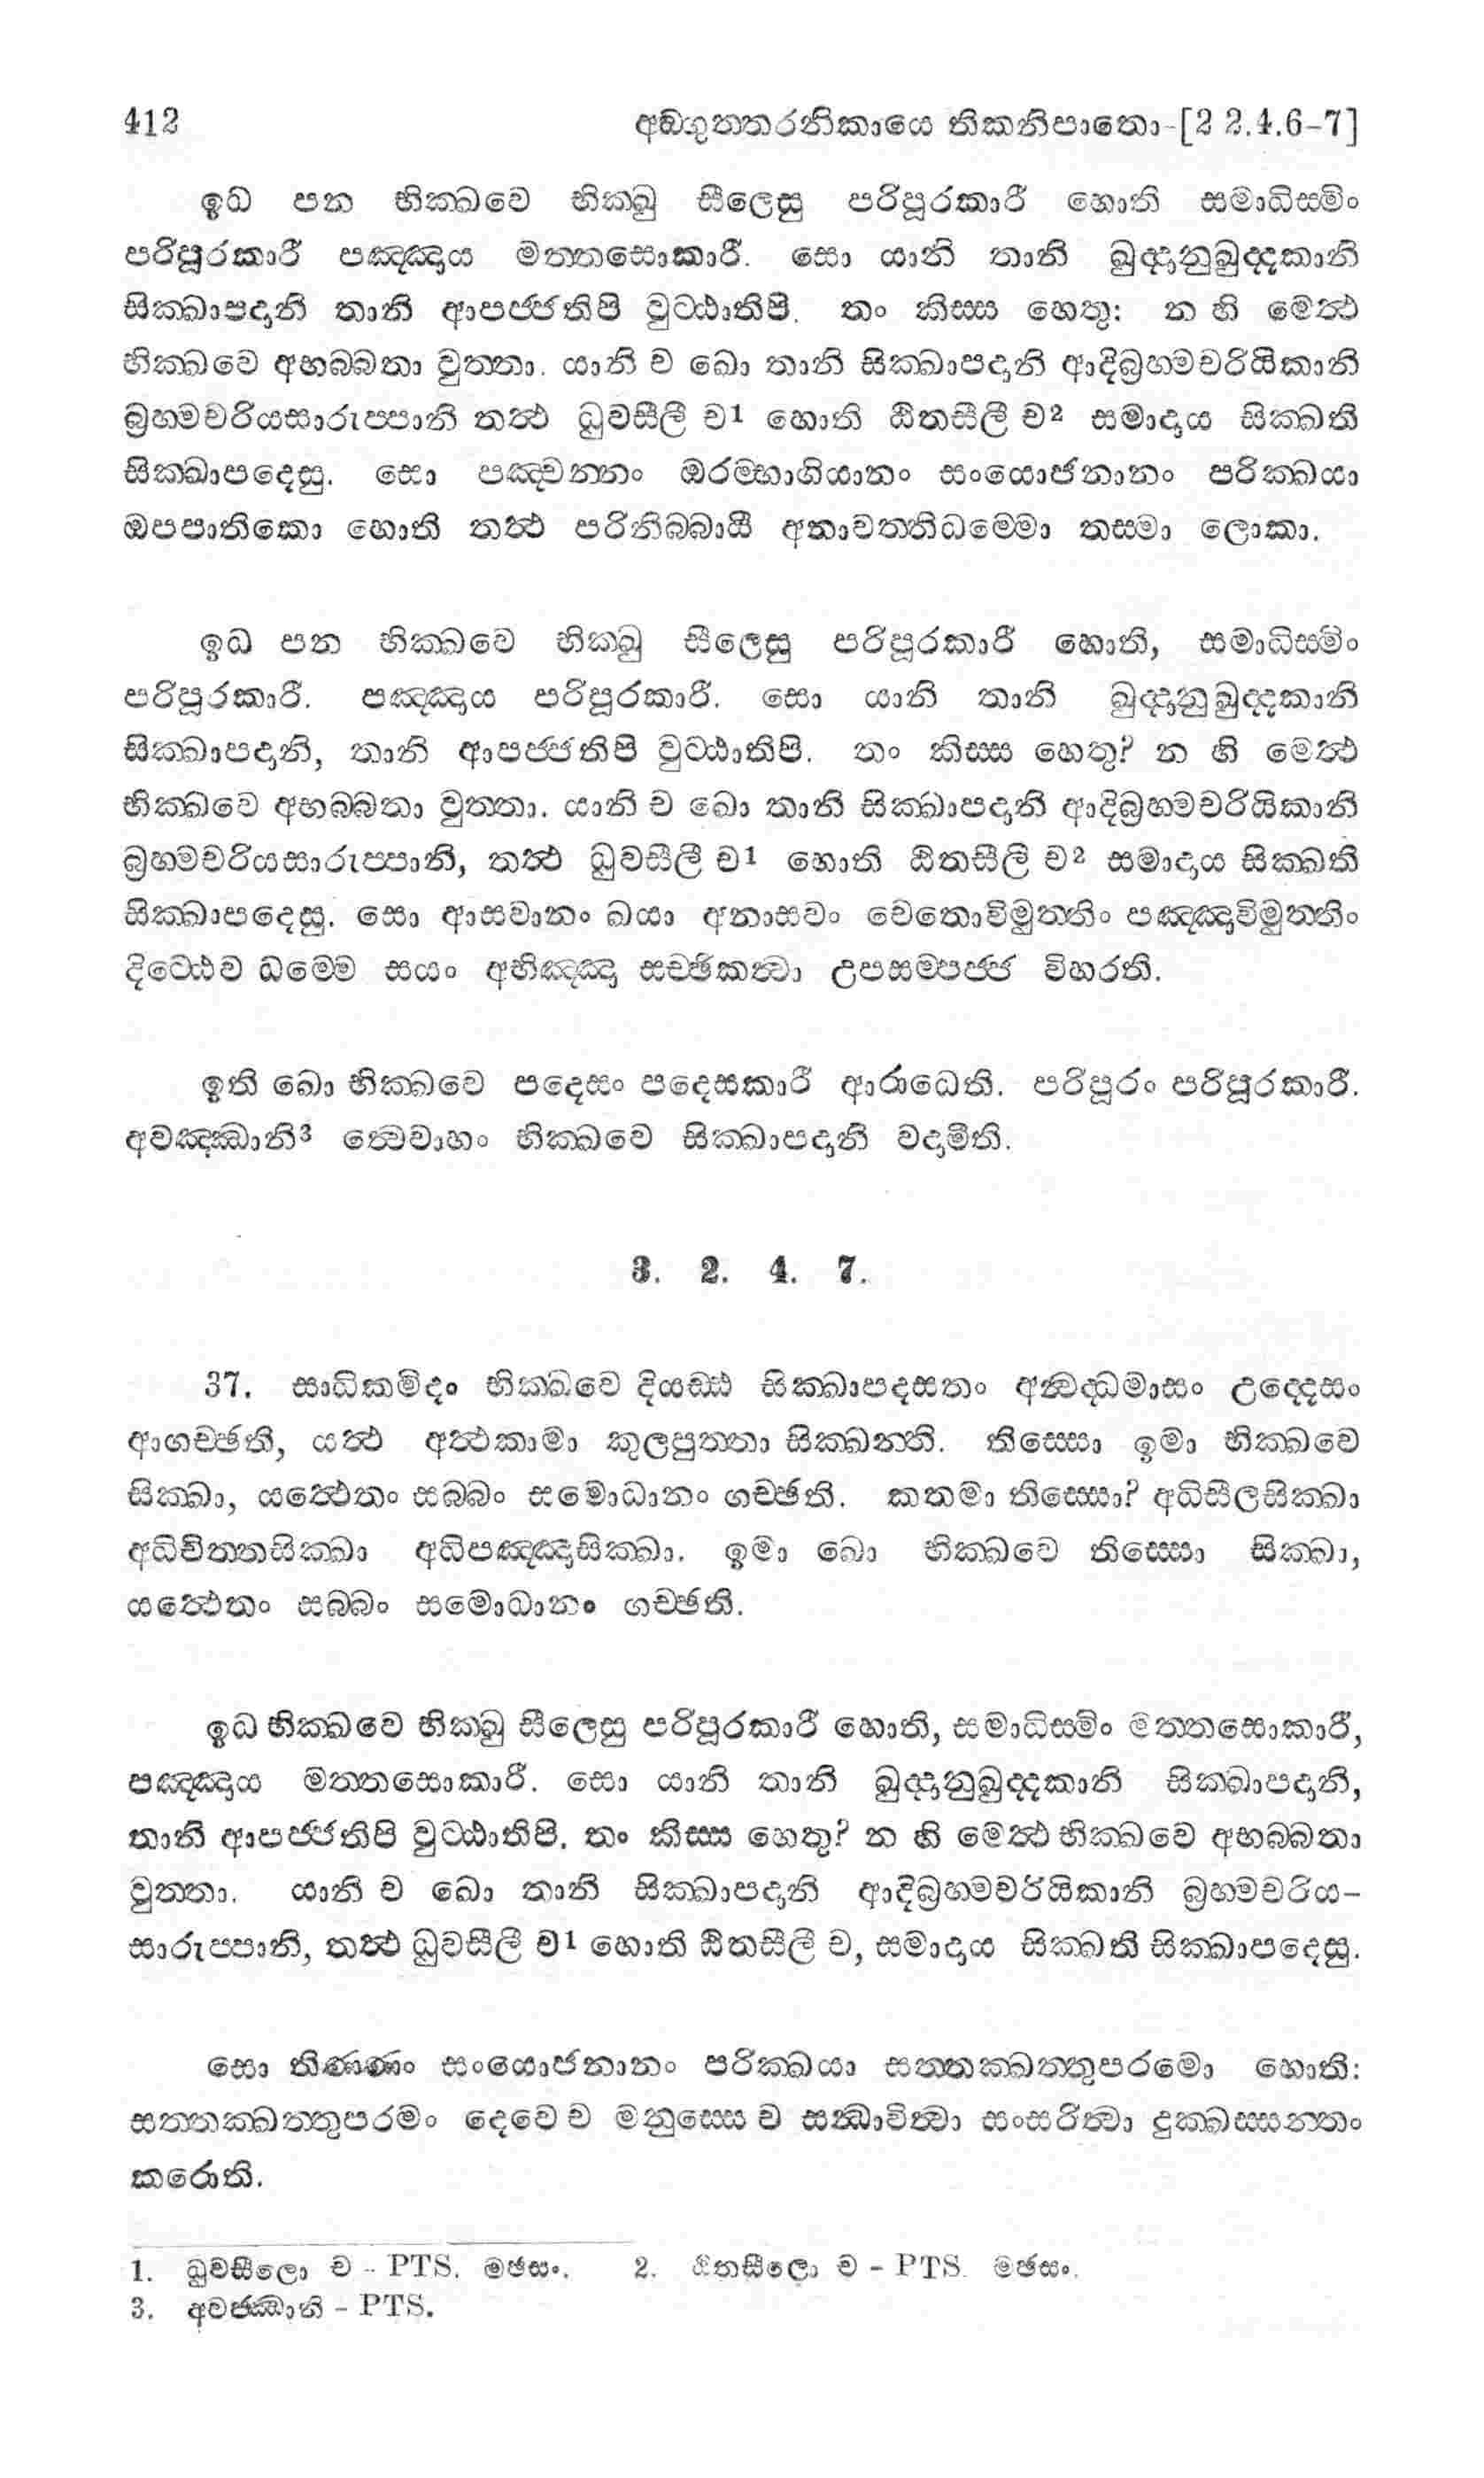 412 අඞ්ගුත්තරනිකායෙ තිකනිපාතො-[2 2.4.6-7]
ඉධ පන භික්ඛවෙ භික්ඛු සීලෙසු පරිපූරකාරී හොති සමාධිස්මිං
පරිපූරකාරී පඤ්ඤාය මත්තසොකාරී. සො යානි තානි ඛුද්දානුඛුද්දකානි
සික්ඛාපදානි තානි ආපජ්ජතිපි වුට්ඨාතිපි. තං කිස්ස හෙතු: න හි මෙත්ථ
භික්ඛවෙ අභබ්බතා වුත්තා. යානි ච ඛො තානි සික්ඛාපදානි ආදිබ්‍රහ්මචරියිකානි
බ්‍රහ්මචරියසාරුප්පානි තත්ථ ධුවසීලී ච1 හොති ඨිතසීලී ච2 සමාදාය සික්ඛති
සික්ඛාපදෙසු. සො පඤ්චන්නං ඔරම්භාගියානං සංයොජනානං පරික්ඛයා
ඔපපාතිකො හොති තත්ථ පරිනිබ්බායී අනාවත්තිධම්මො තස්මා ලොකා.
ඉධ පන භික්ඛවෙ භික්ඛු සීලෙසු පරිපූරකාරී හොති, සමාධිස්මිං
පරිපූරකාරී. පඤ්ඤාය පරිපූරකාරී. සො යානි තානි ඛුද්දානුඛුද්දකානි
සික්ඛාපදානි, තානි ආපජ්ජතිපි වුට්ඨාතිපි. තං කිස්ස හෙතු? න හි මෙත්ථ
භික්ඛවෙ අභබ්බතා වුත්තා. යානි ච ඛො තානි සික්ඛාපදානි ආදිබ්‍රහ්මචරියිකානි
බ්‍රහ්මචරියසාරුප්පානි, තත්ථ ධුවසීලී ච1 හොති ඨිතසීලී ච2 සමාදාය සික්ඛති
සික්ඛාපදෙසු. සො ආසවානං ඛයා අනාසවං චෙතොවිමුත්තිං පඤ්ඤාවිමුත්තිං
දිට්ඨෙව ධම්මෙ සයං අභිඤ්ඤා සච්ඡිකත්වා උපසම්පජ්ජ විහරති.
ඉති ඛො භික්ඛවෙ පදෙසං පදෙසකාරී ආරාධෙති. පරිපූරං පරිපූරකාරී.
අවඤ්ඣානි3 ත්වෙවාහං භික්ඛවෙ සික්ඛාපදානි වදාමීති.
3. 2. 4. 7.
37. සාධිකමිදං භික්ඛවෙ දියඩ්ඪ සික්ඛාපදසතං අන්වද්ධමාසං උද්දෙසං
ආගච්ඡති, යත්ථ අත්ථකාමා කුලපුත්තා සික්ඛන්ති. තිස්සො ඉමා භික්ඛවෙ
සික්ඛා, යත්ථෙතං සබ්බං සමොධානං ගච්ඡති. කතමා තිස්සො? අධිසීලසික්ඛා
අධිචිත්තසික්ඛා අධිපඤ්ඤාසික්ඛා. ඉමා ඛො භික්ඛවෙ තිස්සො සික්ඛා,
යත්ථෙතං සබ්බං සමොධානං ගච්ඡති.
ඉධ භික්ඛවෙ භික්ඛු සීලෙසු පරිපූරකාරී හොති, සමාධිස්මිං මත්තසොකාරී,
පඤ්ඤාය මත්තසොකාරී. සො යානි තානි ඛුද්දානුඛුද්දකානි සික්ඛාපදානි,
තානි ආපජ්ජතිපි වුට්ඨාතිපි. තං කිස්ස හෙතු? න හි මෙත්ථ භික්ඛවෙ අභබ්බතා
වුත්තා. යානි ච ඛො තානි සික්ඛාපදානි ආදිබ්‍රහ්මචරියිකානි බ්‍රහ්මචරිය-
සාරුප්පානි, තත්ථ ධුවසීලී ච1 හොති ඨිතසීලී ච, සමාදාය සික්ඛති සික්ඛාපදෙසු.
සො තිණ්ණං සංයොජනානං පරික්ඛයා සත්තක්ඛත්තුපරමො හොති:
සත්තක්ඛත්තුපරමං දෙවෙ ච මනුස්සෙ ච සන්ධාවිත්වා සංසරිත්වා දුක්ඛස්සන්තං
කරොති.
1. ධුවසීලො ච - PTS. මඡසං. 2. ඨිතසීලො ච - PTS. මඡසං.
3. අවජ්ඣානි - PTS.